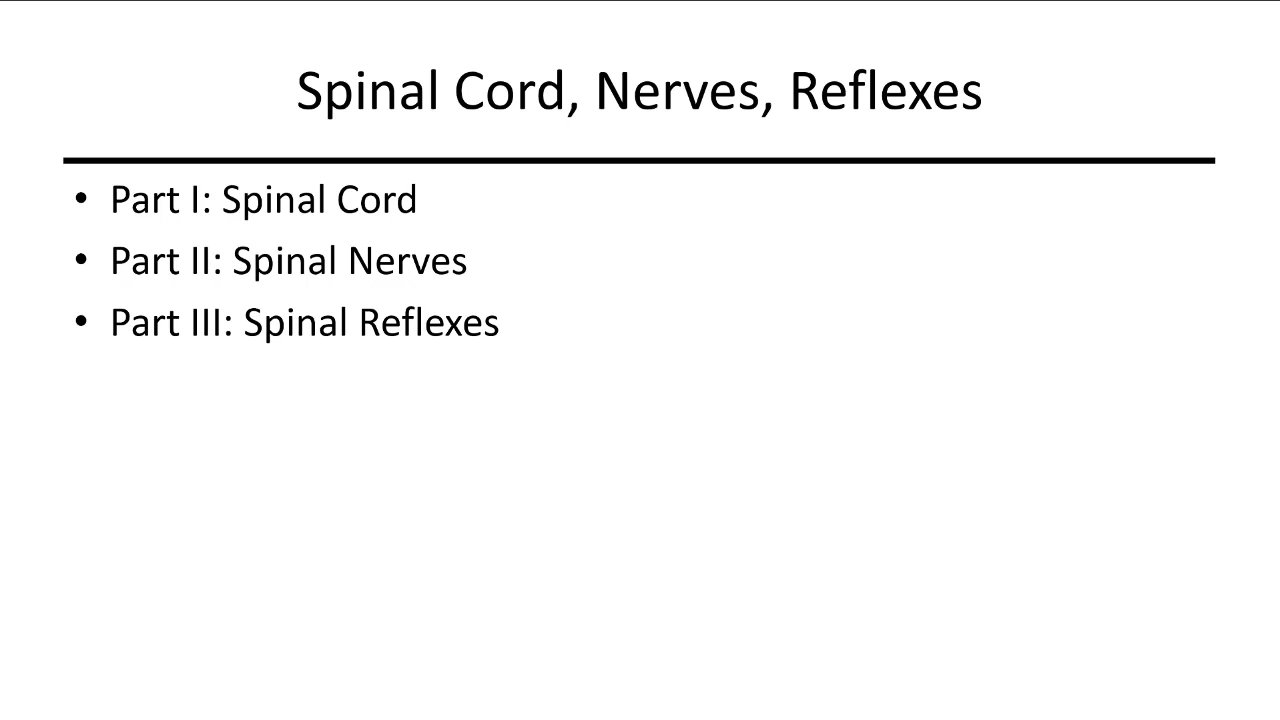 Spinal Cord, Nerves, Reflexes
• Part I: Spinal Cord
• Part II: Spinal Nerves
• Part III: Spinal Reflexes